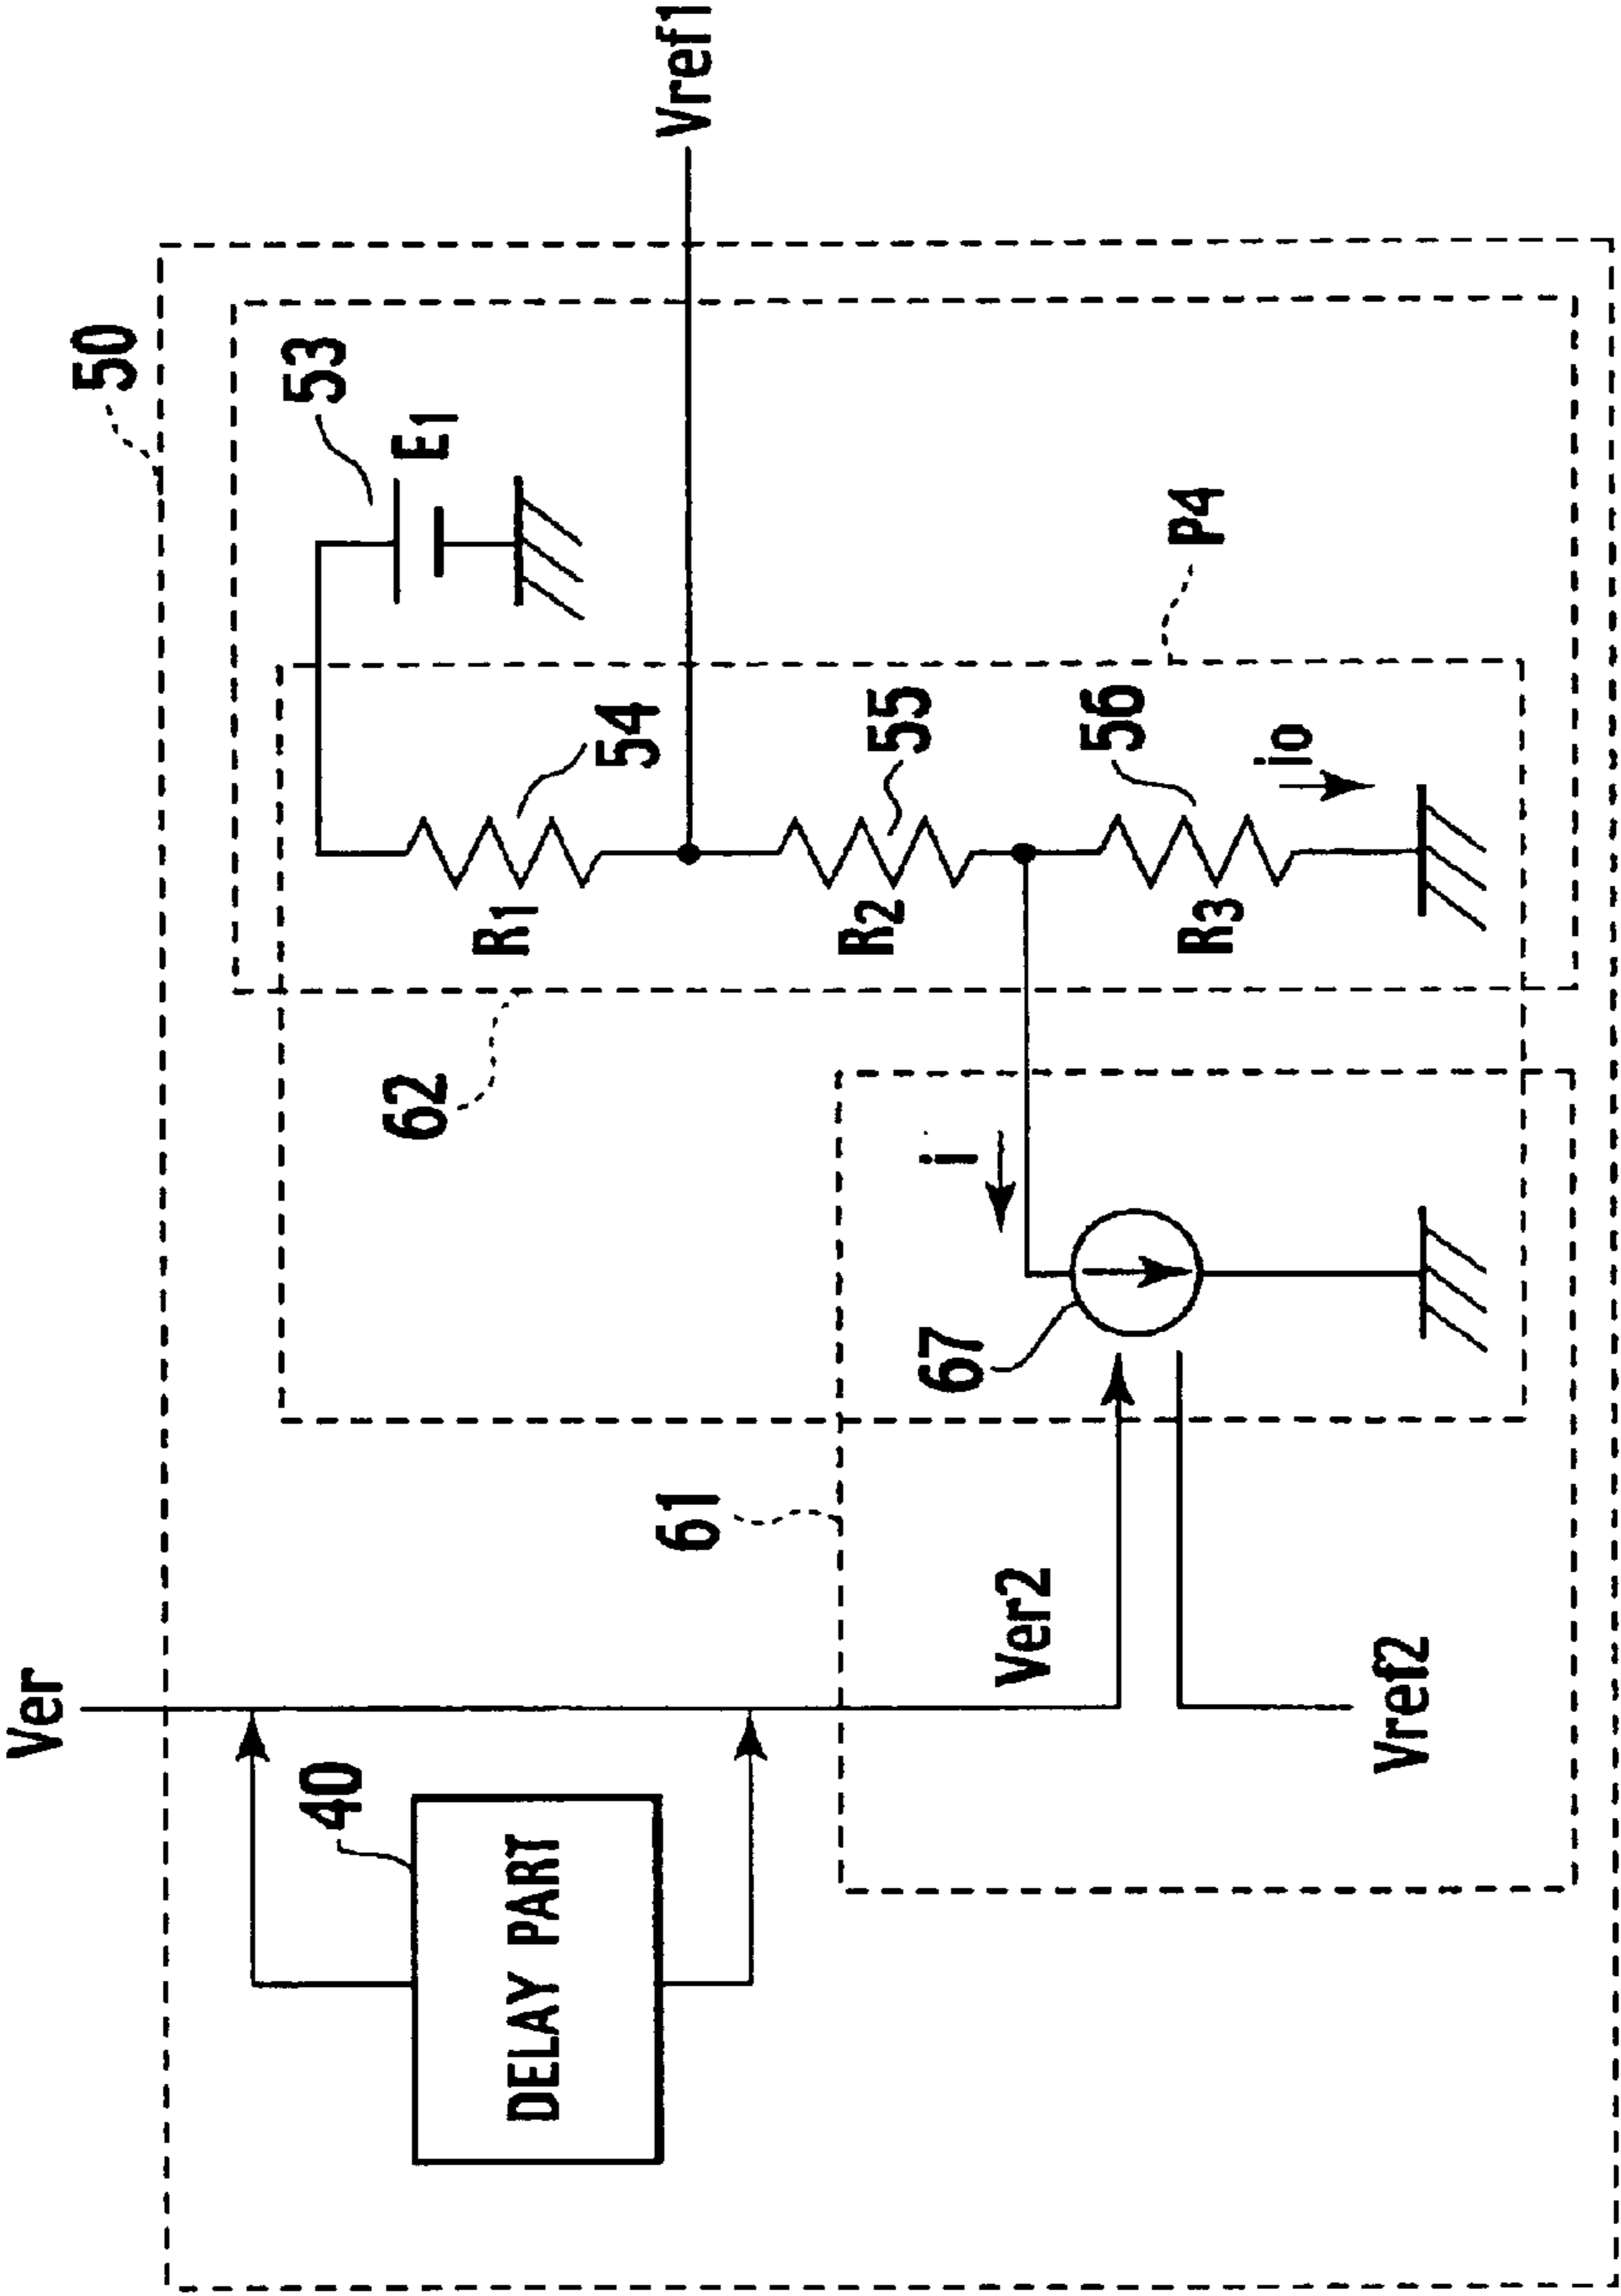 Ver
50
40
53
62
E1
R1
DELAY PART
54
61
Vref1
R2
55
67
i
Ver2
56
R3
P4
io
Vref2